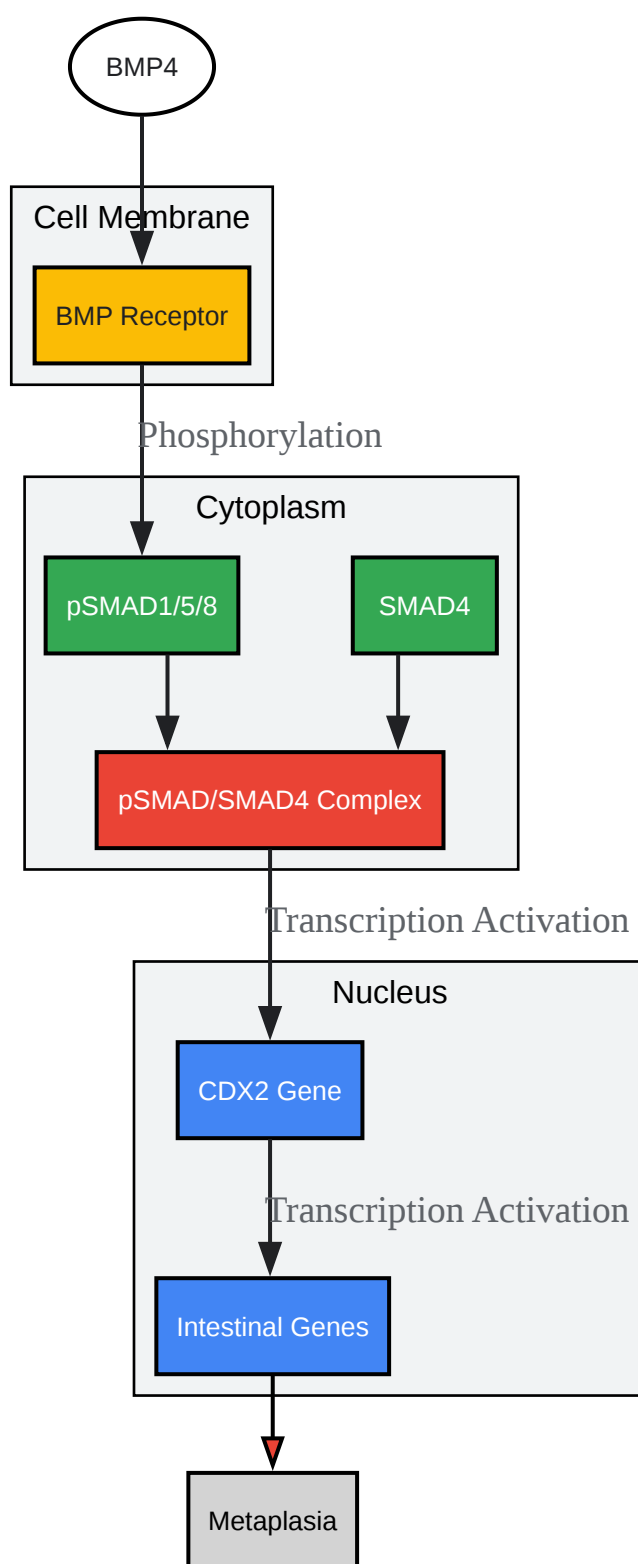 BMP4
Cell Membrane
BMP Receptor
Phosphorylation
Cytoplasm
pSMAD1/5/8
SMAD4
pSMAD/SMAD4 Complex
Transcription Activation
Nucleus
CDX2 Gene
Transcription Activation
Intestinal Genes
Metaplasia